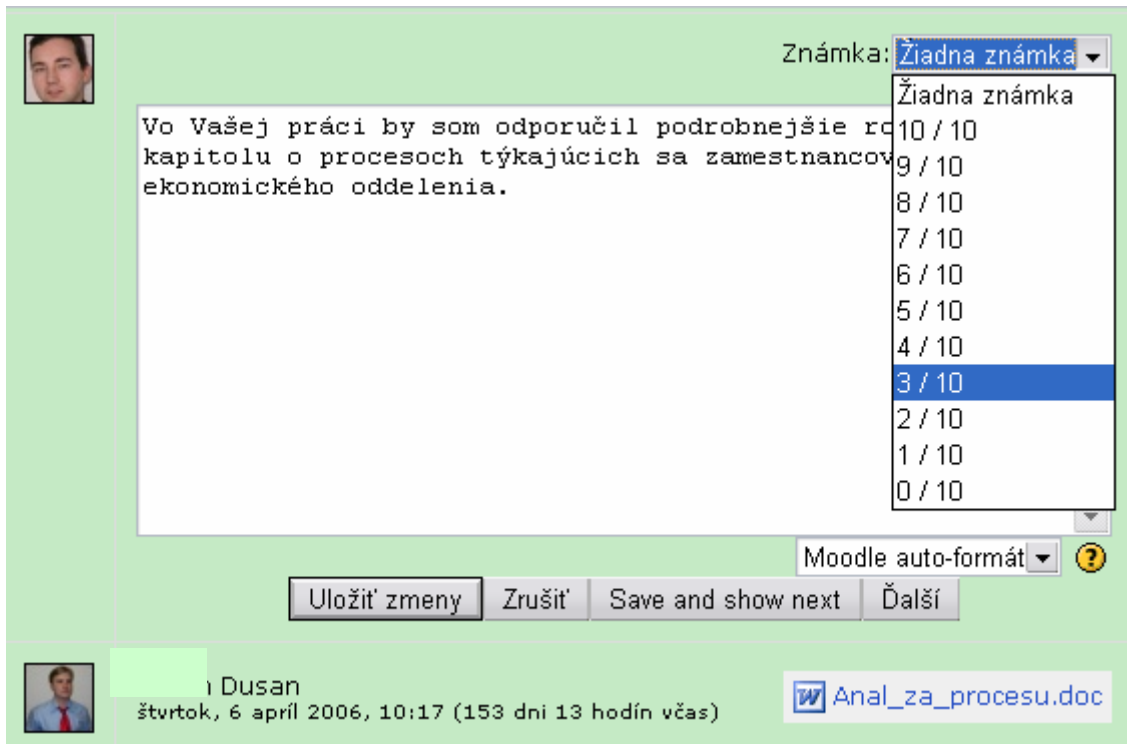 Známka: Žiadna známka
Žiadna známka
10 / 10
9 / 10
8 / 10
7 / 10
6 / 10
5 / 10
4 / 10
3 / 10
2 / 10
1 / 10
0 / 10
Vo Vašej práci by som odporučil podrobnejšie
kapitolu o procesoch týkajúcich sa zamestnancov
ekonomického oddelenia.
Moodle auto-formát
Uložiť zmeny Zrušiť Save and show next Ďalší
Dusan
štvrtok, 6 apríl 2006, 10:17 (153 dni 13 hodín včas)
Anal_za_procesu.doc